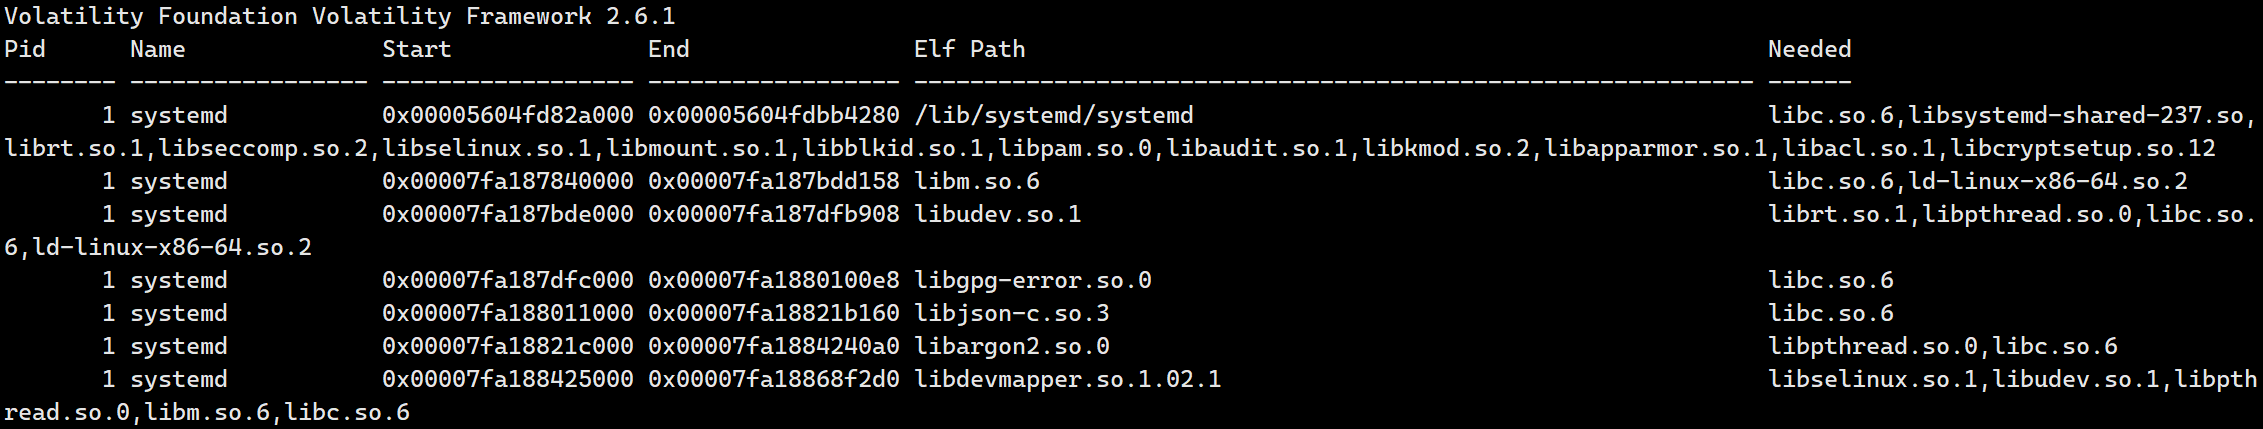 Volatility Foundation Volatility Framework 2.6.1
Pid      Name              Start              End                Elf Path                                                     Needed
-------- ----------------- ------------------ ------------------ ------------------------------------------------------------ ------
       1 systemd           0x00005604fd82a000 0x00005604fdbb4280 /lib/systemd/systemd                                         libc.so.6,libsystemd-shared-237.so,
librt.so.1,libseccomp.so.2,libselinux.so.1,libmount.so.1,libblkid.so.1,libpam.so.0,libaudit.so.1,libkmod.so.2,libapparmor.so.1,libacl.so.1,libcryptsetup.so.12
       1 systemd           0x00007fa187840000 0x00007fa187bdd158 libm.so.6                                                    libc.so.6,ld-linux-x86-64.so.2
       1 systemd           0x00007fa187bde000 0x00007fa187dfb908 libudev.so.1                                                 librt.so.1,libpthread.so.0,libc.so.
6,ld-linux-x86-64.so.2
       1 systemd           0x00007fa187dfc000 0x00007fa1880100e8 libgpg-error.so.0                                            libc.so.6
       1 systemd           0x00007fa188011000 0x00007fa18821b160 libjson-c.so.3                                               libc.so.6
       1 systemd           0x00007fa18821c000 0x00007fa1884240a0 libargon2.so.0                                               libpthread.so.0,libc.so.6
       1 systemd           0x00007fa188425000 0x00007fa18868f2d0 libdevmapper.so.1.02.1                                       libselinux.so.1,libudev.so.1,libpth
read.so.0,libm.so.6,libc.so.6